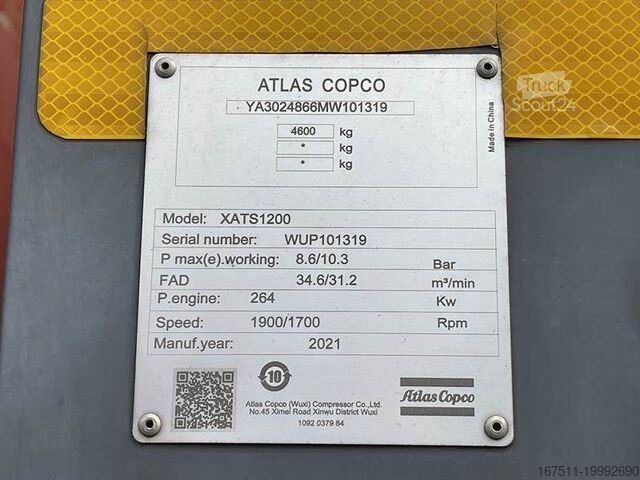 Truck
Scout24
ATLAS COPCO
YA3024866MW101319
4600 kg
* kg
* kg
Made In China
Model: XATS1200
Serial number: WUP101319
P max(e).working: 8.6/10.3 Bar
FAD 34.6/31.2 m³/min
P.engine: 264 Kw
Speed: 1900/1700 Rpm
Manuf.year: 2021
10
Atlas Copco (Wuxi) Compressor Co.,Ltd.
No.45 Ximei Road Xinwu District Wuxi
1092 0379 84
Atlas Copco
167511-19992690